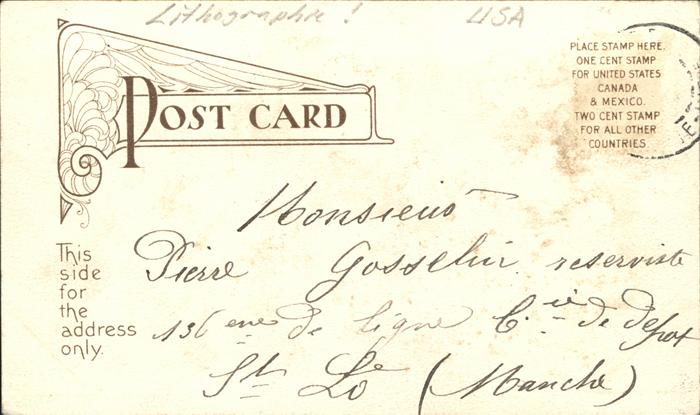 Lithographie! USA
PLACE STAMP HERE.
ONE CENT STAMP
FOR UNITED STATES
CANADA
& MEXICO.
TWO CENT STAMP
FOR ALL OTHER
COUNTRIES
POST CARD
This
side
for
the
address
only.
Monsieur
Pierre Gosselin reserviste
136 eme de ligne Cie de depot
St Lô (Manche)